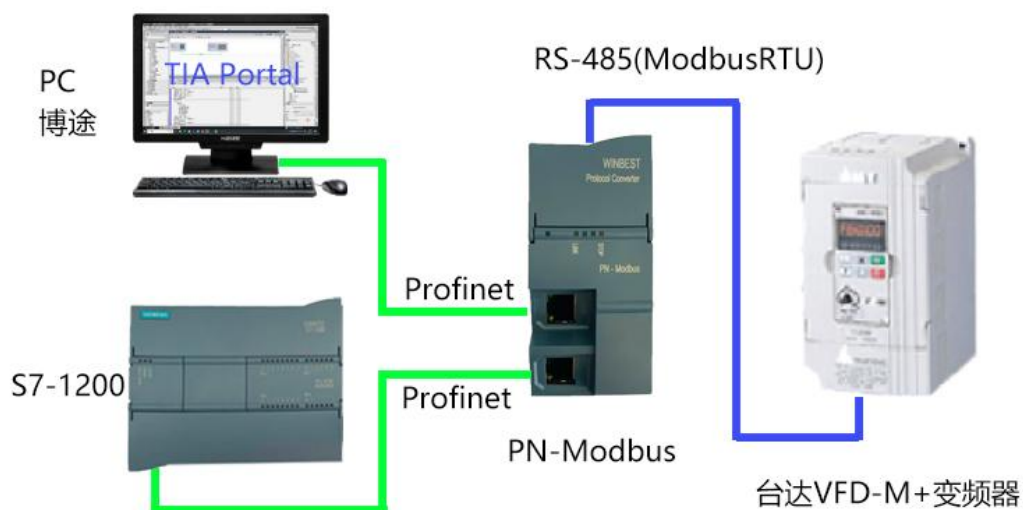 PC
博途
TIA Portal
RS-485(ModbusRTU)
WINBEST
Protocol Converter
PN-Modbus
Profinet
SIEMENS
S7-1200
Profinet
PN-Modbus
台达VFD-M+变频器